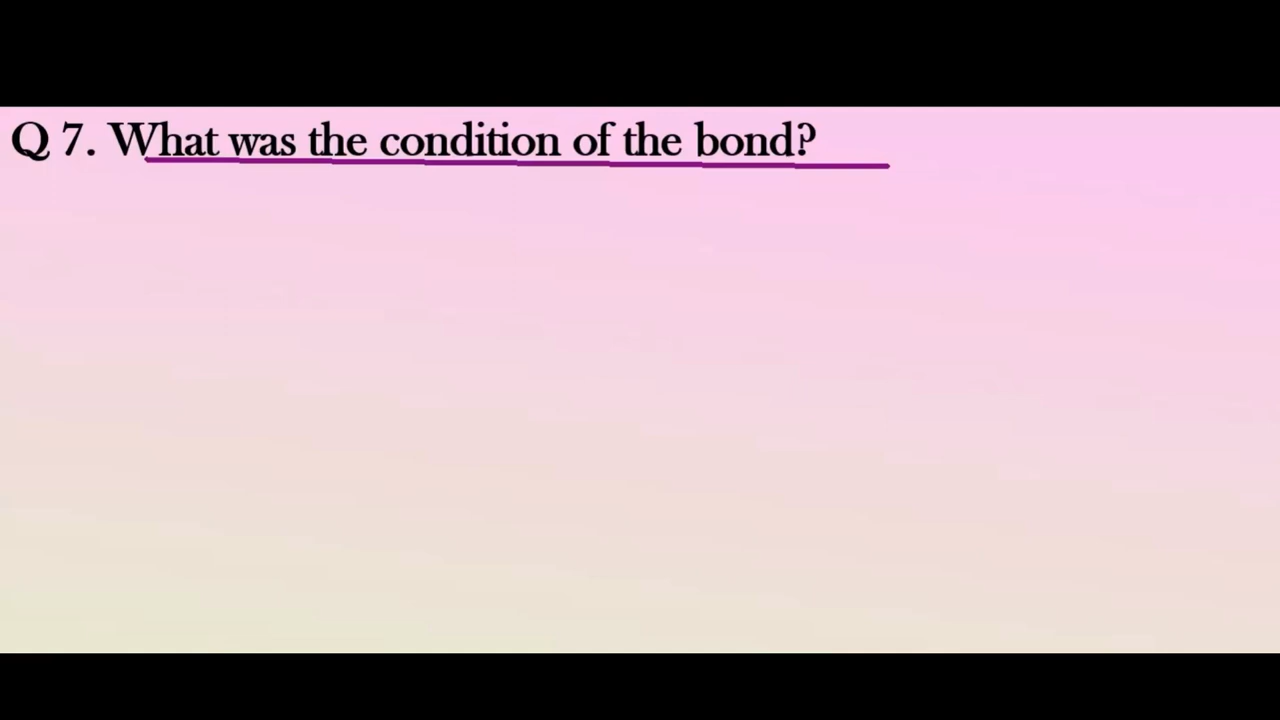 Q 7. What was the condition of the bond?